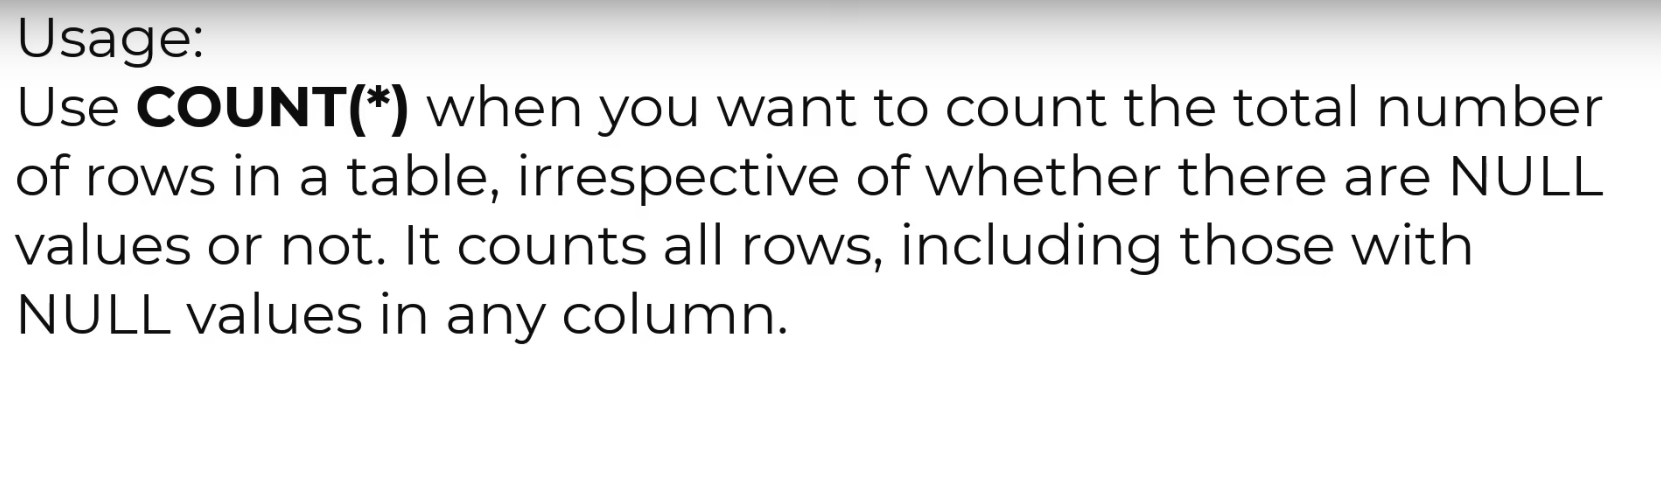 Usage:
Use COUNT(*) when you want to count the total number
of rows in a table, irrespective of whether there are NULL
values or not. It counts all rows, including those with
NULL values in any column.